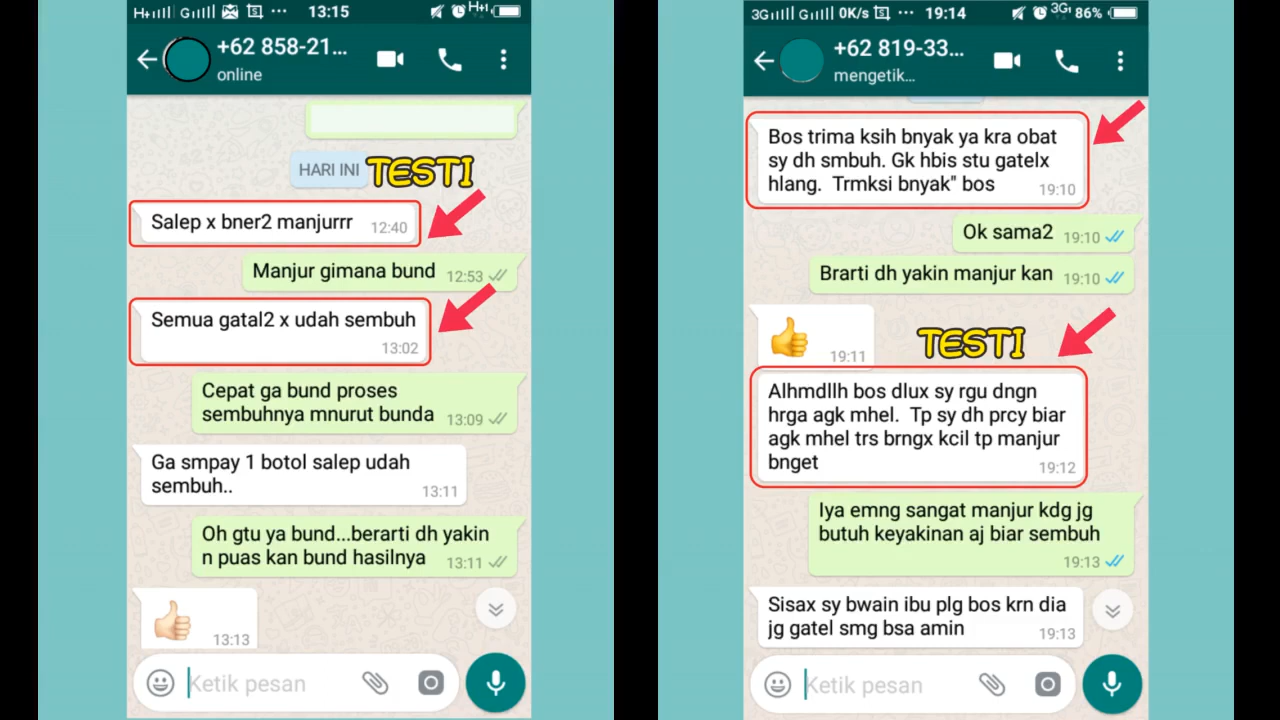 H+ G 13:15 H+
+62 858-21...
online
HARI INI TESTI
Salep x bner2 manjurrr 12:40
Manjur gimana bund 12:53
Semua gatal2 x udah sembuh
13:02
Cepat ga bund proses
sembuhnya mnurut bunda 13:09
Ga smpay 1 botol salep udah
sembuh.. 13:11
Oh gtu ya bund...berarti dh yakin
n puas kan bund hasilnya 13:11
13:13
Ketik pesan
3G G 0K/s 19:14 3G 86%
+62 819-33...
mengetik...
Bos trima ksih bnyak ya kra obat
sy dh smbuh. Gk hbis stu gatelx
hlang. Trmksi bnyak" bos 19:10
Ok sama2 19:10
Brarti dh yakin manjur kan 19:10
19:11
TESTI
Alhmdllh bos dlux sy rgu dngn
hrga agk mhel. Tp sy dh prcy biar
agk mhel trs brngx kcil tp manjur
bnget 19:12
Iya emng sangat manjur kdg jg
butuh keyakinan aj biar sembuh
19:13
Sisax sy bwain ibu plg bos krn dia
jg gatel smg bsa amin 19:13
Ketik pesan